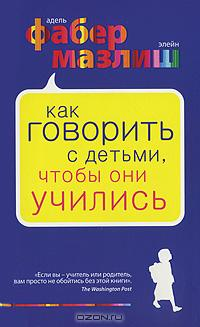 адель
фабер
мазлиш
элейн
как
говорить
с детьми,
чтобы они
учились
«Если вы – учитель или родитель,
вам просто не обойтись без этой книги».
The Washington Post
ozon.ru